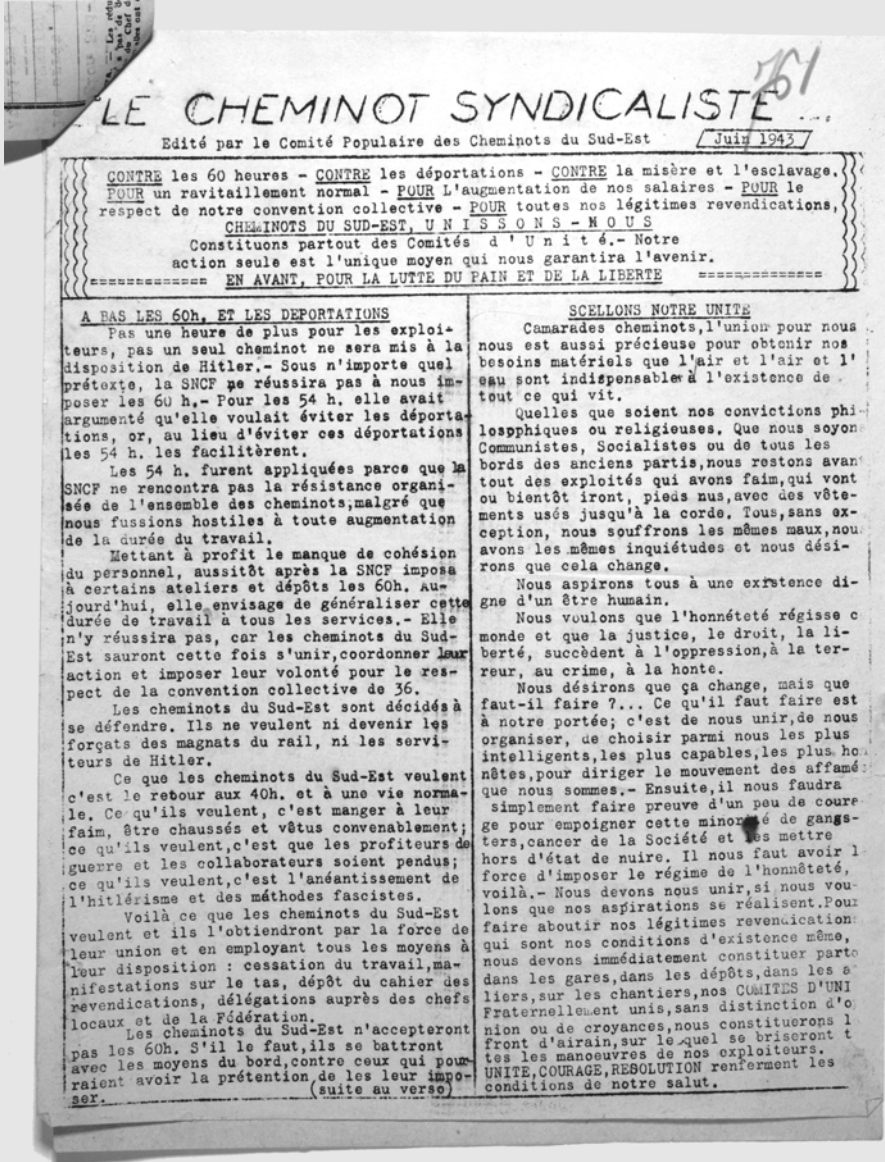 761
LE CHEMINOT SYNDICALISTE...
Edité par le Comité Populaire des Cheminots du Sud-Est
Juin 1943
CONTRE les 60 heures - CONTRE les déportations - CONTRE la misère et l'esclavage,
POUR un ravitaillement normal - POUR L'augmentation de nos salaires - POUR le
respect de notre convention collective - POUR toutes nos légitimes revendications,
CHEMINOTS DU SUD-EST, U N I S S O N S - N O U S
Constituons partout des Comités d ' U n i t é.- Notre
action seule est l'unique moyen qui nous garantira l'avenir.
============ EN AVANT, POUR LA LUTTE DU PAIN ET DE LA LIBERTE ============
A BAS LES 60h. ET LES DEPORTATIONS
Pas une heure de plus pour les exploi-
teurs, pas un seul cheminot ne sera mis à la
disposition de Hitler.- Sous n'importe quel
prétexte, la SNCF ne réussira pas à nous im-
poser les 60 h.- Pour les 54 h. elle avait
argumenté qu'elle voulait éviter les déporta-
tions, or, au lieu d'éviter ces déportations
les 54 h. les facilitèrent.
Les 54 h. furent appliquées parce que la
SNCF ne rencontra pas la résistance organi-
sée de l'ensemble des cheminots,malgré que
nous fussions hostiles à toute augmentation
de la durée du travail.
Mettant à profit le manque de cohésion
du personnel, aussitôt après la SNCF imposa
à certains ateliers et dépôts les 60h. Au-
jourd'hui, elle envisage de généraliser cette
durée de travail à tous les services.- Elle
n'y réussira pas, car les cheminots du Sud-
Est sauront cette fois s'unir,coordonner leur
action et imposer leur volonté pour le res-
pect de la convention collective de 36.
Les cheminots du Sud-Est sont décidés à
se défendre. Ils ne veulent ni devenir les
forçats des magnats du rail, ni les servi-
teurs de Hitler.
Ce que les cheminots du Sud-Est veulent
c'est le retour aux 40h. et à une vie norma-
le. Ce qu'ils veulent, c'est manger à leur
faim, être chaussés et vêtus convenablement;
ce qu'ils veulent,c'est que les profiteurs de
guerre et les collaborateurs soient pendus;
ce qu'ils veulent,c'est l'anéantissement de
l'hitlérisme et des méthodes fascistes.
Voilà ce que les cheminots du Sud-Est
veulent et ils l'obtiendront par la force de
leur union et en employant tous les moyens à
leur disposition : cessation du travail,ma-
nifestations sur le tas, dépôt du cahier des
revendications, délégations auprès des chefs
locaux et de la Fédération.
Les cheminots du Sud-Est n'accepteront
pas les 60h. S'il le faut,ils se battront
avec les moyens du bord,contre ceux qui pour-
raient avoir la prétention de les leur impo-
ser.
(suite au verso)
SCELLONS NOTRE UNITE
Camarades cheminots,l'union pour nous
nous est aussi précieuse pour obtenir nos
besoins matériels que l'air et l'air et l'
eau sont indispensable à l'existence de
tout ce qui vit.
Quelles que soient nos convictions phi
lospphiques ou religieuses. Que nous soyon
Communistes, Socialistes ou de tous les
bords des anciens partis,nous restons avan
tout des exploités qui avons faim,qui vont
ou bientôt iront, pieds nus,avec des vête-
ments usés jusqu'à la corde. Tous,sans ex-
ception, nous souffrons les mêmes maux,nou
avons les mêmes inquiétudes et nous dési-
rons que cela change.
Nous aspirons tous à une existence di-
gne d'un être humain.
Nous voulons que l'honnéteté régisse c
monde et que la justice, le droit, la li-
berté, succèdent à l'oppression,à la ter-
reur, au crime, à la honte.
Nous désirons que ça change, mais que
faut-il faire ?... Ce qu'il faut faire est
à notre portée; c'est de nous unir,de nous
organiser, de choisir parmi nous les plus
intelligents,les plus capables,les plus ho
nêtes,pour diriger le mouvement des affamé
que nous sommes.- Ensuite,il nous faudra
simplement faire preuve d'un peu de coura
ge pour empoigner cette minorité de gangs-
ters,cancer de la Société et les mettre
hors d'état de nuire. Il nous faut avoir l
force d'imposer le régime de l'honnêteté,
voilà.- Nous devons nous unir,si nous vou-
lons que nos aspirations se réalisent.Pour
faire aboutir nos légitimes revendication
qui sont nos conditions d'existence même,
nous devons immédiatement constituer parto
dans les gares,dans les dépôts,dans les a
liers,sur les chantiers,nos COMITES D'UNI
Fraternellement unis,sans distinction d'o
nion ou de croyances,nous constituerons l
front d'airain,sur le quel se briseront t
tes les manoeuvres de nos exploiteurs.
UNITE,COURAGE,RESOLUTION renferment les
conditions de notre salut.